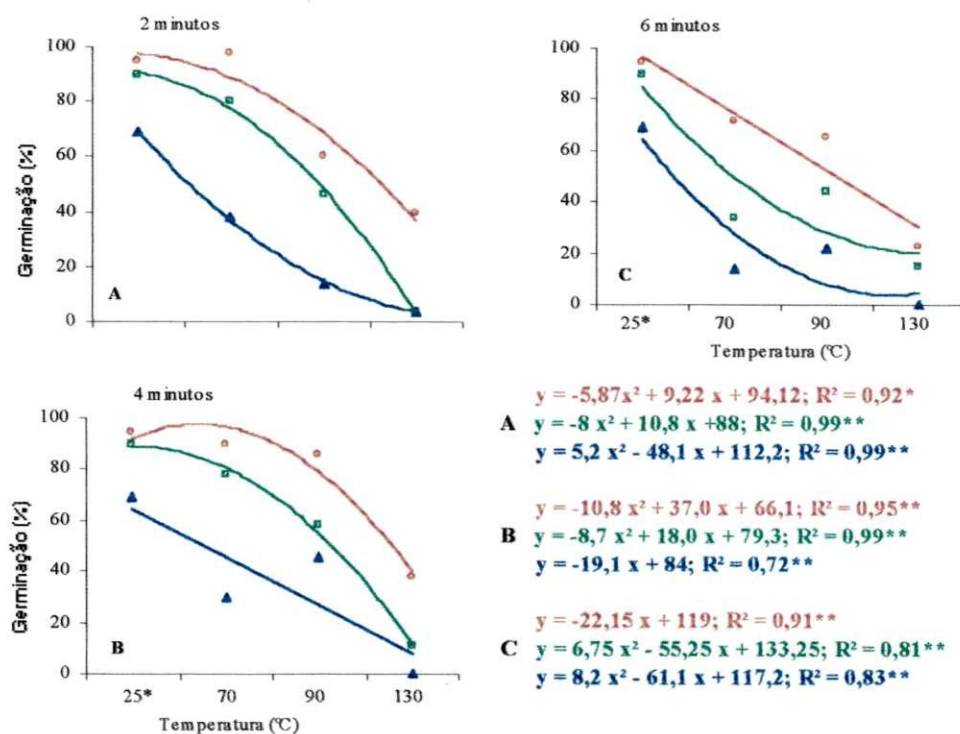 2 minutos
100
80
60
40
20
0
Germinação (%)
A
6 minutos
100
80
60
40
20
0
C
25* 70 90 130
Temperatura (°C)
4 minutos
100
80
60
40
20
0
Germinação (%)
B
25* 70 90 130
Temperatura (°C)
y = -5,87x² + 9,22 x + 94,12; R² = 0,92*
A y = -8 x² + 10,8 x +88; R² = 0,99**
y = 5,2 x² - 48,1 x + 112,2; R² = 0,99**
y = -10,8 x² + 37,0 x + 66,1; R² = 0,95**
B y = -8,7 x² + 18,0 x + 79,3; R² = 0,99**
y = -19,1 x + 84; R² = 0,72**
y = -22,15 x + 119; R² = 0,91**
C y = 6,75 x² - 55,25 x + 133,25; R² = 0,81**
y = 8,2 x² - 61,1 x + 117,2; R² = 0,83**